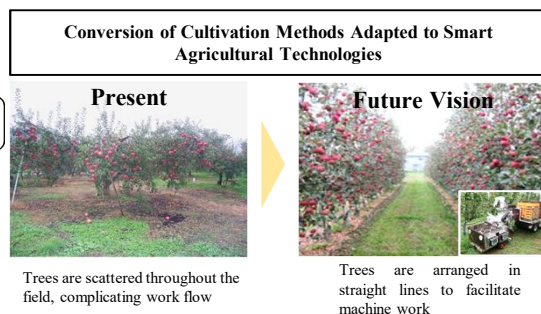 Conversion of Cultivation Methods Adapted to Smart
Agricultural Technologies
Present
Future Vision
Trees are scattered throughout the
field, complicating work flow
Trees are arranged in
straight lines to facilitate
machine work